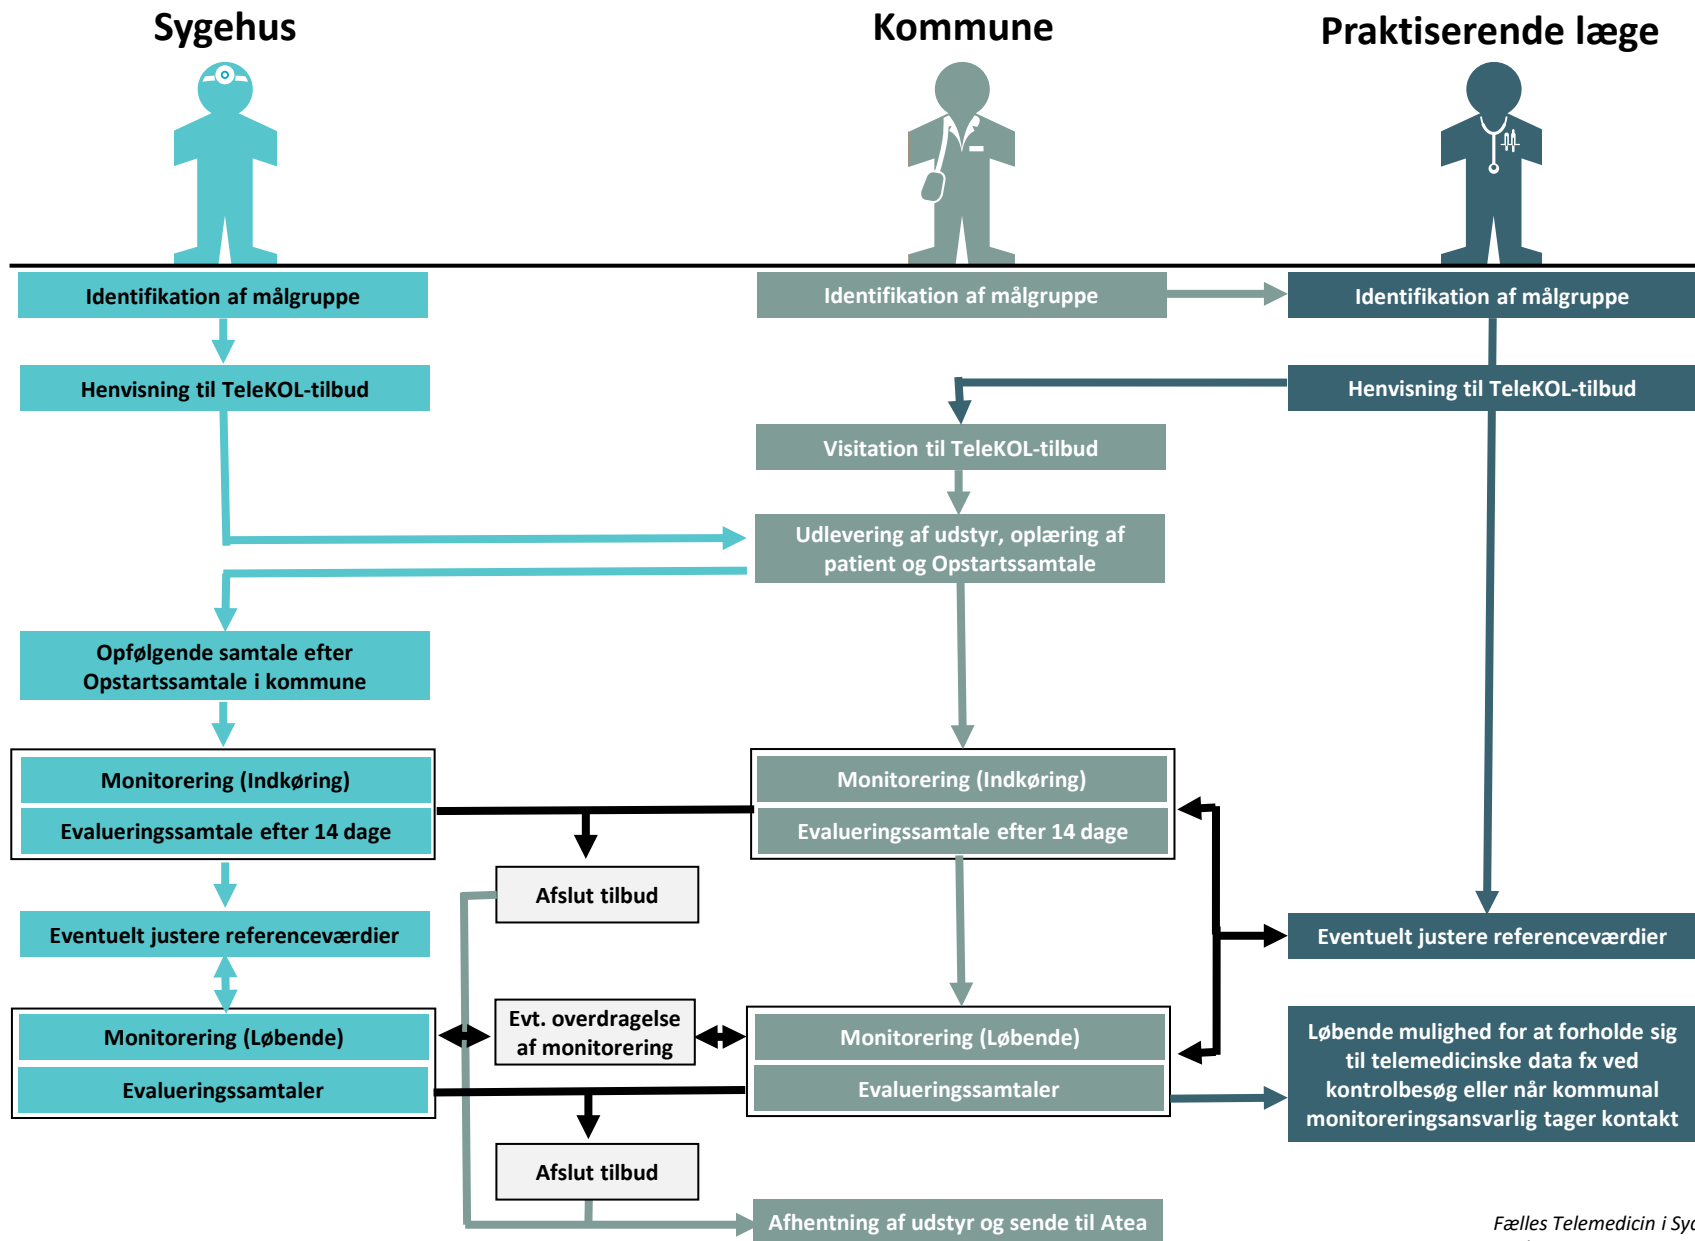 Sygehus
Kommune
Praktiserende læge
Identifikation af målgruppe
Identifikation af målgruppe
Identifikation af målgruppe
Henvisning til TeleKOL-tilbud
Henvisning til TeleKOL-tilbud
Visitation til TeleKOL-tilbud
Udlevering af udstyr, oplæring af
patient og Opstartssamtale
Opfølgende samtale efter
Opstartssamtale i kommune
Monitorering (Indkøring)
Evalueringssamtale efter 14 dage
Monitorering (Indkøring)
Evalueringssamtale efter 14 dage
Afslut tilbud
Eventuelt justere referenceværdier
Eventuelt justere referenceværdier
Monitorering (Løbende)
Evalueringssamtaler
Evt. overdragelse
af monitorering
Monitorering (Løbende)
Evalueringssamtaler
Løbende mulighed for at forholde sig
til telemedicinske data fx ved
kontrolbesøg eller når kommunal
monitoreringsansvarlig tager kontakt
Afslut tilbud
Afhentning af udstyr og sende til Atea
Fælles Telemedicin i